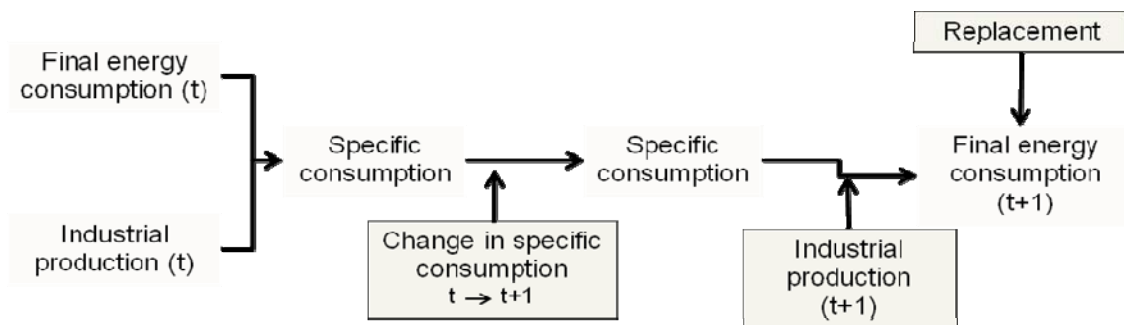 Replacement
Final energy
consumption (t)
Specific
consumption
Specific
consumption
Final energy
consumption
(t+1)
Industrial
production (t)
Change in specific
consumption
t → t+1
Industrial
production
(t+1)